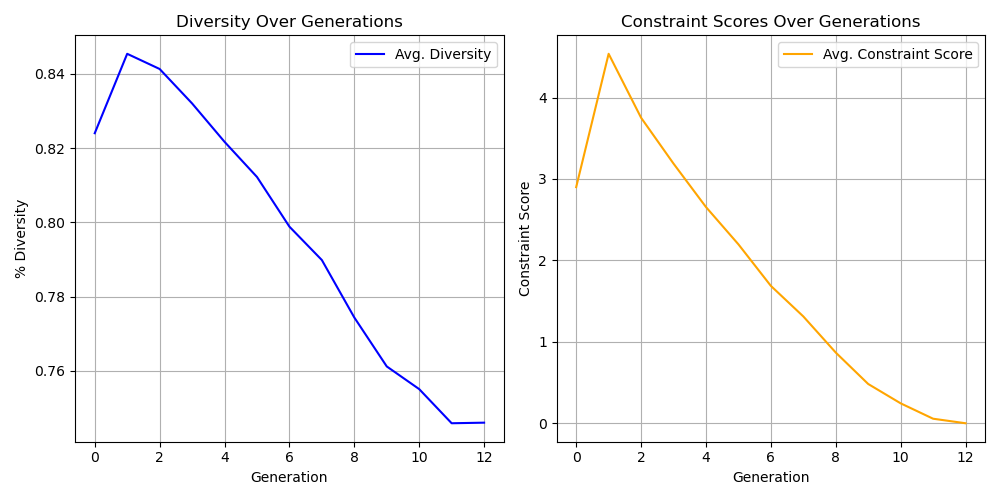 Diversity Over Generations
Avg. Diversity
% Diversity
0.84
0.82
0.80
0.78
0.76
0 2 4 6 8 10 12
Generation
Constraint Scores Over Generations
Avg. Constraint Score
Constraint Score
4
3
2
1
0
0 2 4 6 8 10 12
Generation